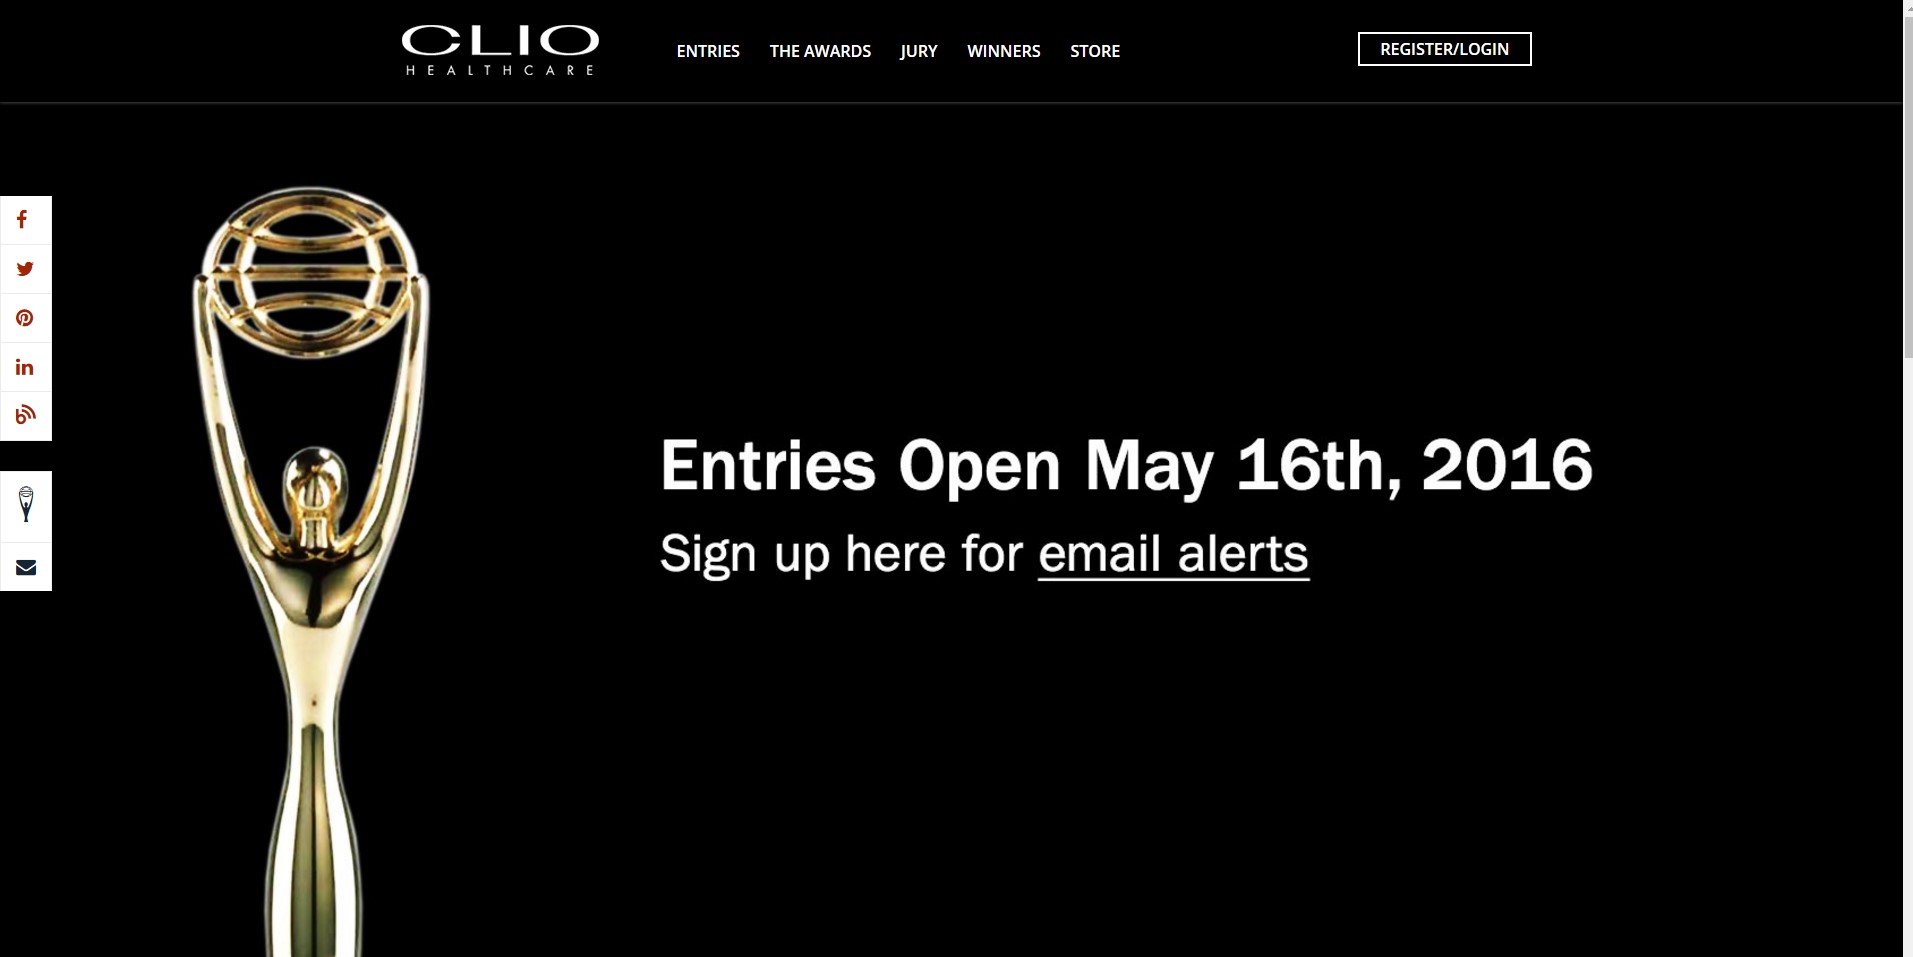 CLIO
HEALTHCARE
ENTRIES THE AWARDS JURY WINNERS STORE
REGISTER/LOGIN
Entries Open May 16th, 2016
Sign up here for email alerts